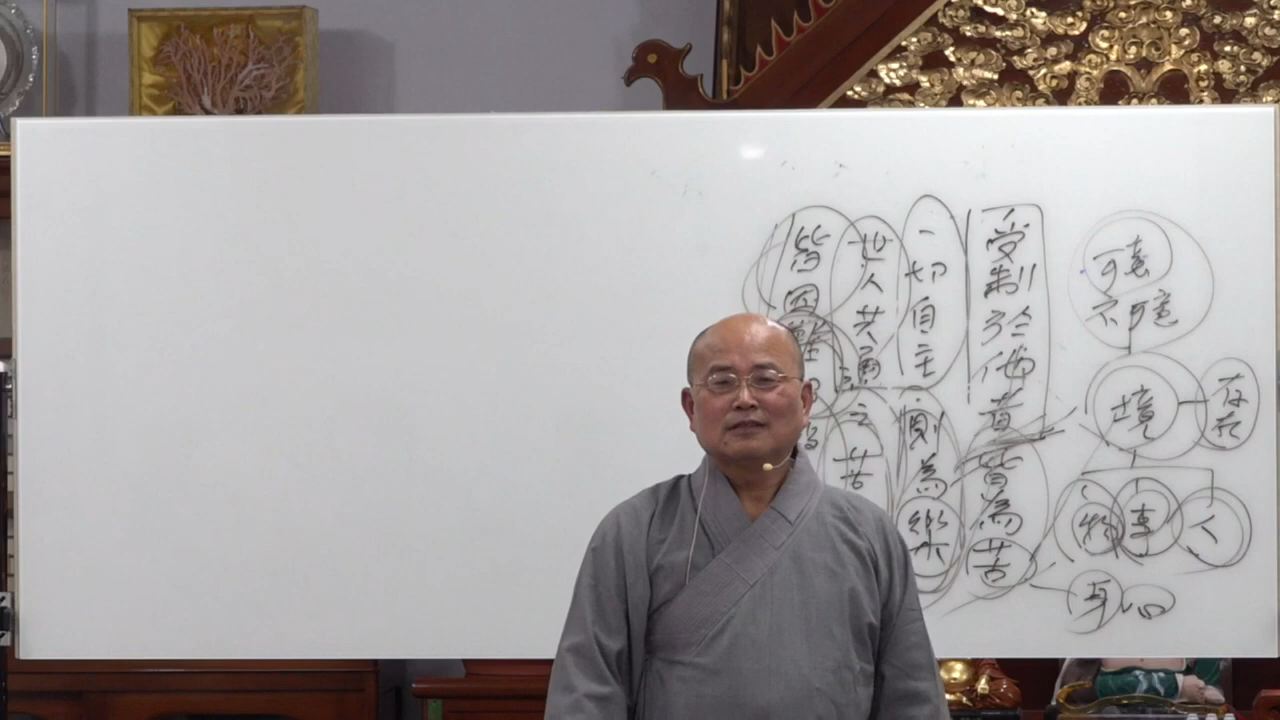 可意
不可意
境
存在
人
事
物
身心
受制於他者皆為苦
一切自主則為樂
世人共通之苦
皆因難